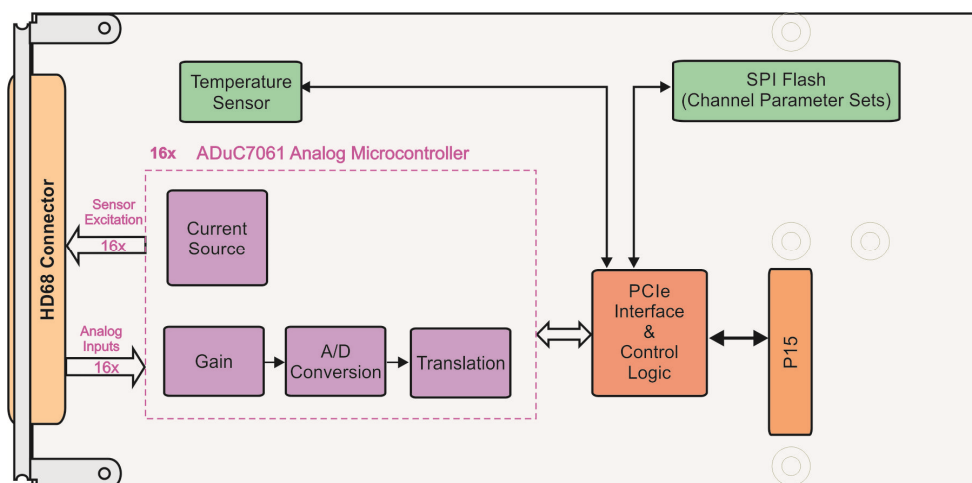 Temperature
Sensor
SPI Flash
(Channel Parameter Sets)
16x ADuC7061 Analog Microcontroller
HD68 Connector
Sensor
Excitation
16x
Current
Source
Analog
Inputs
16x
Gain
A/D
Conversion
Translation
PCIe
Interface
&
Control
Logic
P15